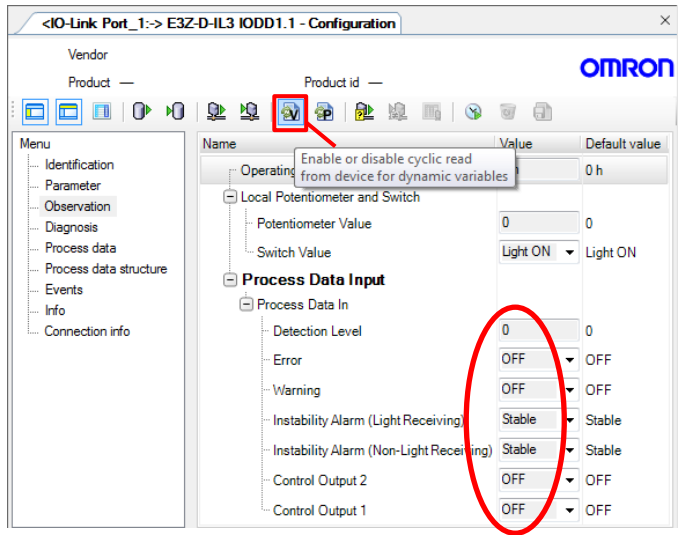 <IO-Link Port_1:-> E3Z-D-IL3 IODD1.1 - Configuration ×
Vendor
OMRON
Product — Product id —
V P ?
Menu
Identification
Parameter
Observation
Diagnosis
Process data
Process data structure
Events
Info
Connection info
Name Value Default value
Operating 0 h
Enable or disable cyclic read
from device for dynamic variables
Local Potentiometer and Switch
Potentiometer Value 0 0
Switch Value Light ON Light ON
Process Data Input
Process Data In
Detection Level 0 0
Error OFF OFF
Warning OFF OFF
Instability Alarm (Light Receiving) Stable Stable
Instability Alarm (Non-Light Receiving) Stable Stable
Control Output 2 OFF OFF
Control Output 1 OFF OFF